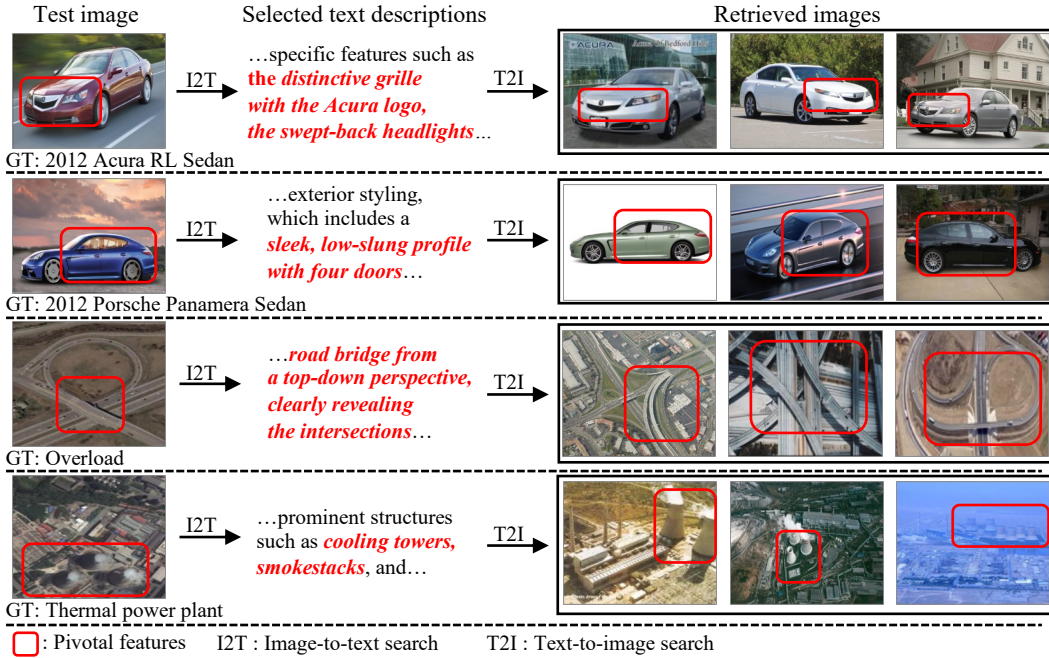 Test image
Selected text descriptions
Retrieved images
I2T
…specific features such as
the distinctive grille
with the Acura logo,
the swept-back headlights…
T2I
ACURA
GT: 2012 Acura RL Sedan
I2T
…exterior styling,
which includes a
sleek, low-slung profile
with four doors…
T2I
GT: 2012 Porsche Panamera Sedan
I2T
…road bridge from
a top-down perspective,
clearly revealing
the intersections…
T2I
GT: Overload
I2T
…prominent structures
such as cooling towers,
smokestacks, and…
T2I
GT: Thermal power plant
: Pivotal features
I2T : Image-to-text search
T2I : Text-to-image search